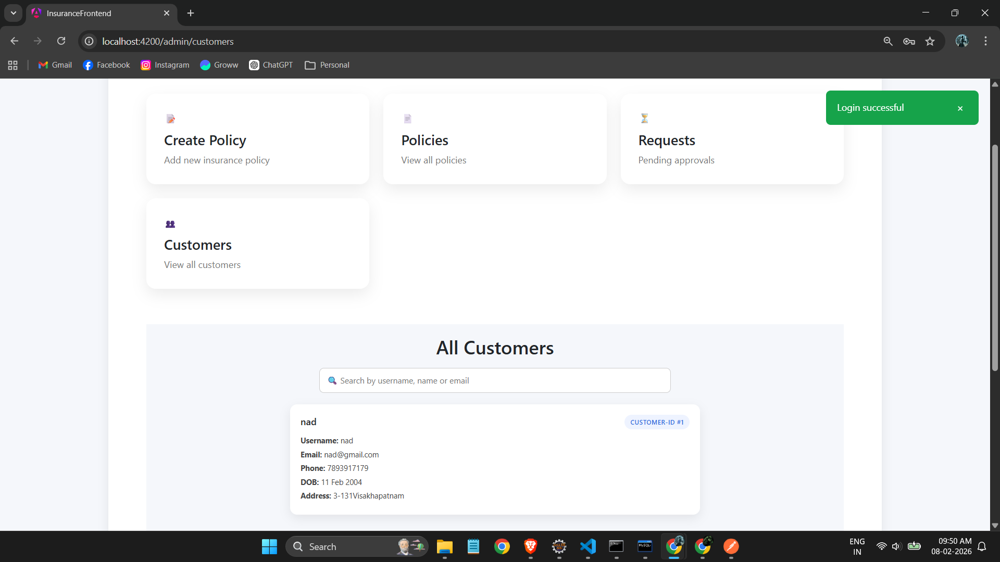 InsuranceFrontend
localhost:4200/admin/customers
Gmail
Facebook
Instagram
Groww
ChatGPT
Personal
Login successful
Create Policy
Add new insurance policy
Policies
View all policies
Requests
Pending approvals
Customers
View all customers
All Customers
Search by username, name or email
nad
CUSTOMER-ID #1
Username: nad
Email: nad@gmail.com
Phone: 7893917179
DOB: 11 Feb 2004
Address: 3-131Visakhapatnam
Search
MySQL
ENG
IN
09:50 AM
08-02-2026